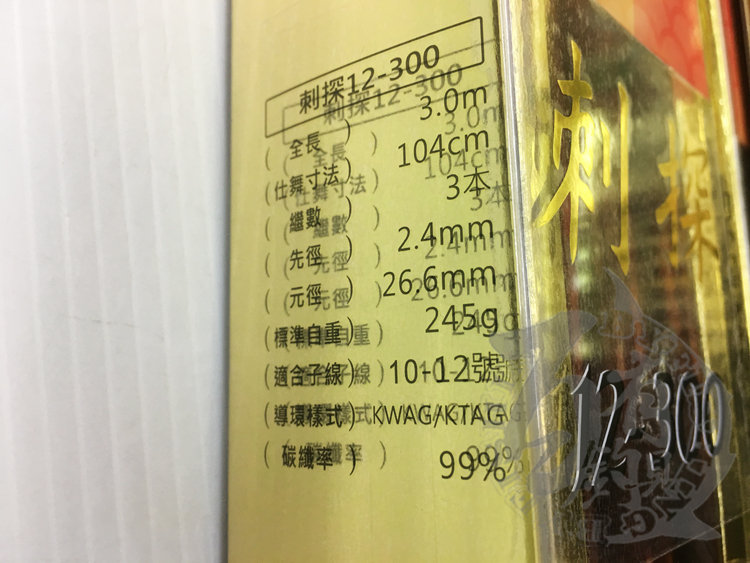 刺探12-300
(全長) 3.0m
(仕舞寸法) 104cm
(繼數) 3本
(先徑) 2.4mm
(元徑) 26.6mm
(標準自重) 245g
(適合子線) 10-12號
(導環樣式) KWAG/KTAG
(碳纖率) 99%
刺探
12-300